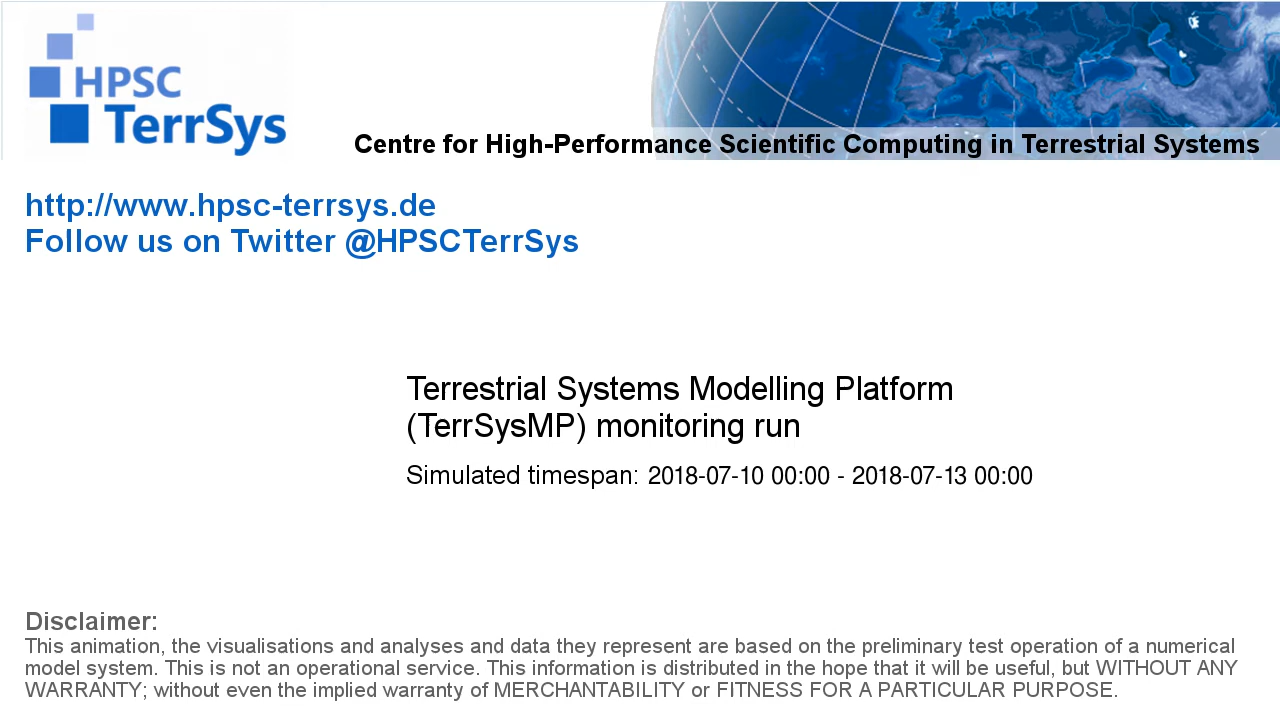 HPSC
TerrSys
Centre for High-Performance Scientific Computing in Terrestrial Systems
http://www.hpsc-terrsys.de
Follow us on Twitter @HPSCTerrSys
Terrestrial Systems Modelling Platform
(TerrSysMP) monitoring run
Simulated timespan: 2018-07-10 00:00 - 2018-07-13 00:00
Disclaimer:
This animation, the visualisations and analyses and data they represent are based on the preliminary test operation of a numerical
model system. This is not an operational service. This information is distributed in the hope that it will be useful, but WITHOUT ANY
WARRANTY; without even the implied warranty of MERCHANTABILITY or FITNESS FOR A PARTICULAR PURPOSE.